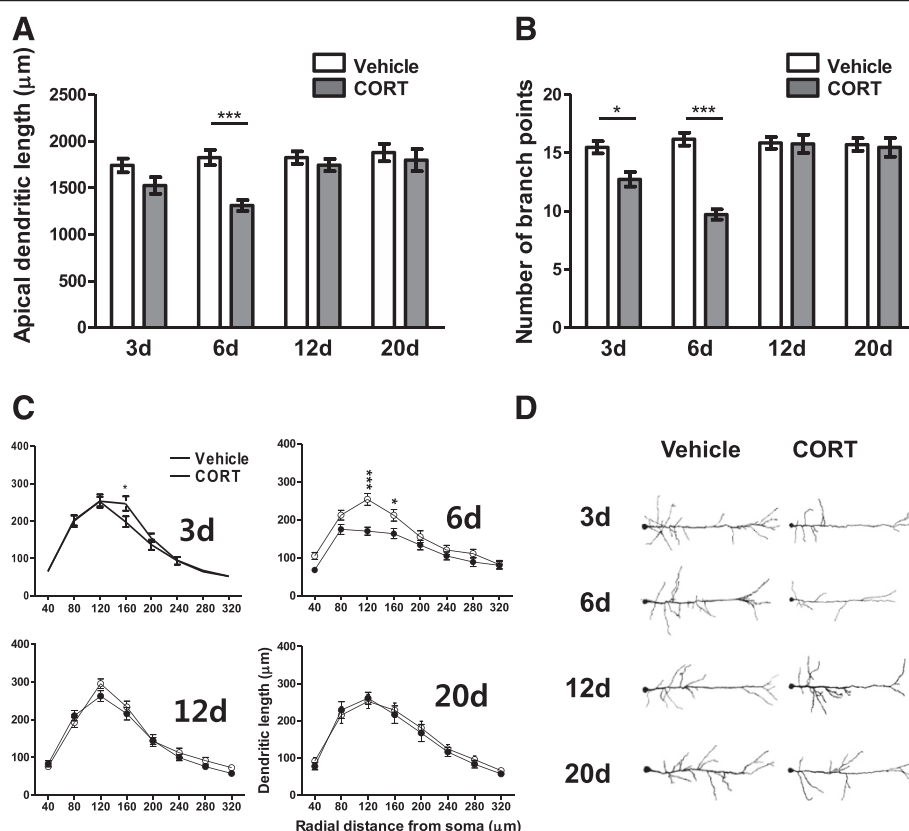 A
Vehicle
CORT
Apical dendritic length (μm)
2500
2000
1500
1000
500
0
***
3d 6d 12d 20d
B
Vehicle
CORT
Number of branch points
20
15
10
5
0
* ***
3d 6d 12d 20d
C
400
300
200
100
0
Vehicle
CORT
*
3d
40 80 120 160 200 240 280 320
400
300
200
100
0
***
*
6d
40 80 120 160 200 240 280 320
400
300
200
100
0
12d
40 80 120 160 200 240 280 320
Dendritic length (μm)
400
300
200
100
0
20d
40 80 120 160 200 240 280 320
Radial distance from soma (μm)
D
Vehicle CORT
3d
6d
12d
20d